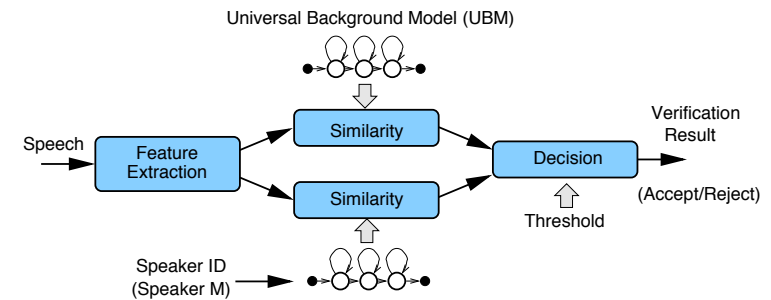 Universal Background Model (UBM)
Speech
Feature
Extraction
Similarity
Similarity
Decision
Verification
Result
(Accept/Reject)
Threshold
Speaker ID
(Speaker M)